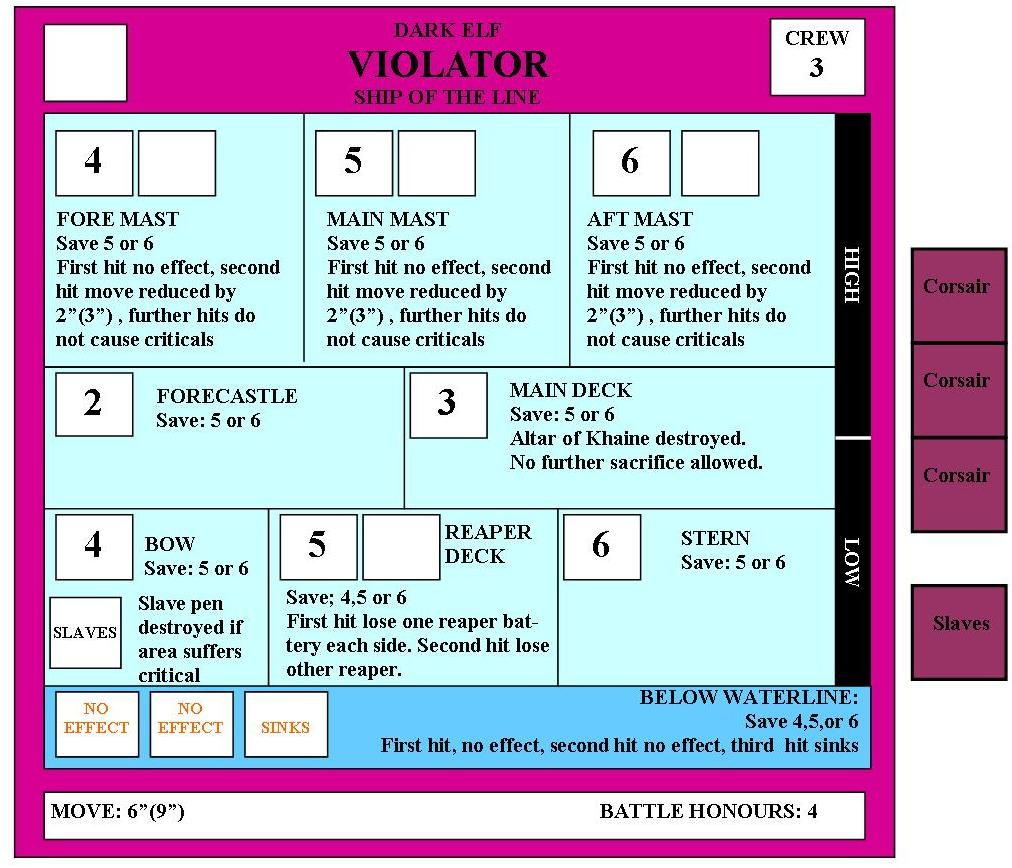 DARK ELF
VIOLATOR
SHIP OF THE LINE
CREW
3
4
FORE MAST
Save 5 or 6
First hit no effect, second
hit move reduced by
2”(3”) , further hits do
not cause criticals
5
MAIN MAST
Save 5 or 6
First hit no effect, second
hit move reduced by
2”(3”) , further hits do
not cause criticals
6
AFT MAST
Save 5 or 6
First hit no effect, second
hit move reduced by
2”(3”) , further hits do
not cause criticals
HIGH
2
FORECASTLE
Save: 5 or 6
3
MAIN DECK
Save: 5 or 6
Altar of Khaine destroyed.
No further sacrifice allowed.
4
BOW
Save: 5 or 6
SLAVES
Slave pen
destroyed if
area suffers
critical
5
REAPER
DECK
Save; 4,5 or 6
First hit lose one reaper bat-
tery each side. Second hit lose
other reaper.
6
STERN
Save: 5 or 6
LOW
NO
EFFECT
NO
EFFECT
SINKS
BELOW WATERLINE:
Save 4,5,or 6
First hit, no effect, second hit no effect, third hit sinks
MOVE: 6”(9”)
BATTLE HONOURS: 4
Corsair
Corsair
Corsair
Slaves